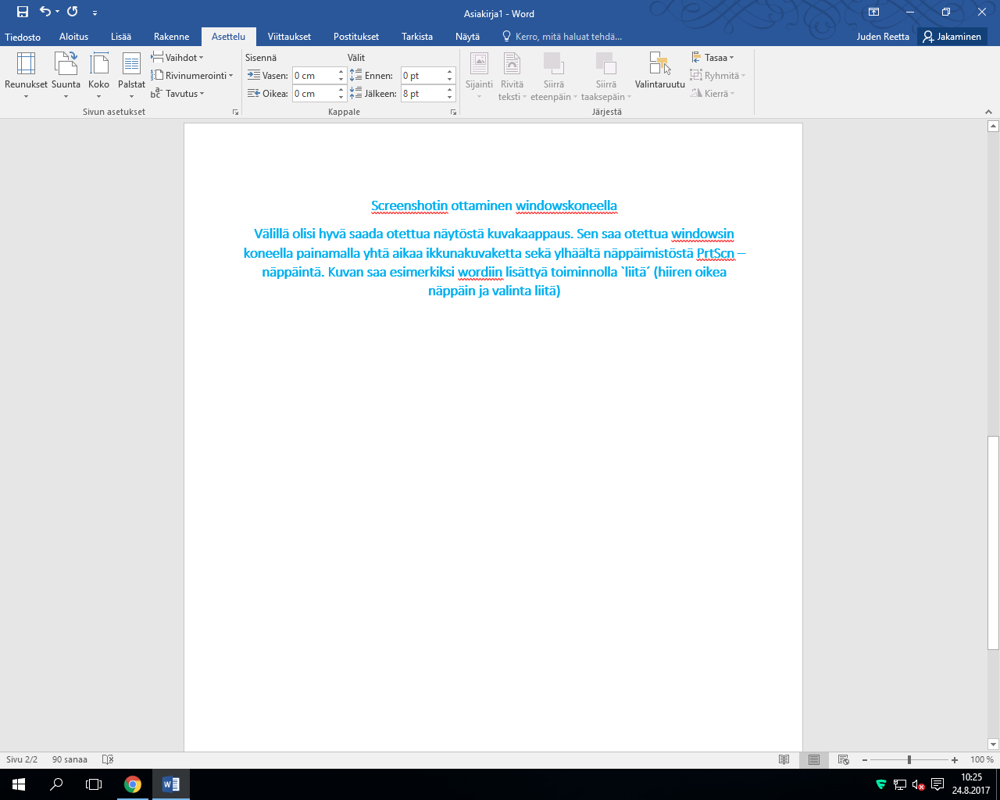 Asiakirja1 - Word
Tiedosto Aloitus Lisää Rakenne Asettelu Viittaukset Postitukset Tarkista Näytä Kerro, mitä haluat tehdä... Juden Reetta Jakaminen
Reunukset Suunta Koko Palstat
Vaihdot
Rivinumerointi
Tavutus
Sivun asetukset
Sisennä Välit
Vasen: 0 cm Ennen: 0 pt
Oikea: 0 cm Jälkeen: 8 pt
Kappale
Sijainti Rivitä teksti Siirrä eteenpäin Siirrä taaksepäin Valintaruutu
Tasaa
Ryhmitä
Kierrä
Järjestä
Screenshotin ottaminen windowskoneella
Välillä olisi hyvä saada otettua näytöstä kuvakaappaus. Sen saa otettua windowsin
koneella painamalla yhtä aikaa ikkunakuvaketta sekä ylhäältä näppäimistöstä PrtScn –
näppäintä. Kuvan saa esimerkiksi wordiin lisättyä toiminnolla `liitä´ (hiiren oikea
näppäin ja valinta liitä)
Sivu 2/2 90 sanaa 100 %
10:25
24.8.2017